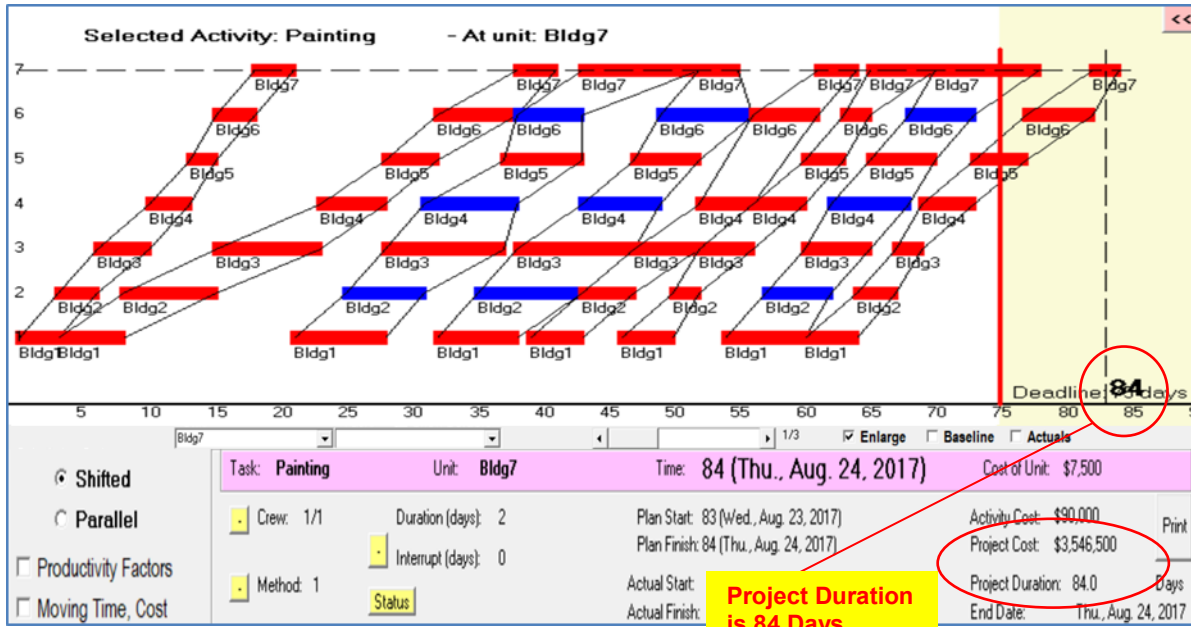 <<
Selected Activity: Painting - At unit: Bldg7
7
Bldg7 Bldg7 Bldg7 Bldg7 Bldg7 Bldg7 Bldg7
6
Bldg6 Bldg6 Bldg6 Bldg6 Bldg6 Bldg6 Bldg6 Bldg6
5
Bldg5 Bldg5 Bldg5 Bldg5 Bldg5 Bldg5 Bldg5
4
Bldg4 Bldg4 Bldg4 Bldg4 Bldg4 Bldg4 Bldg4 Bldg4
3
Bldg3 Bldg3 Bldg3 Bldg3 Bldg3 Bldg3 Bldg3
2
Bldg2 Bldg2 Bldg2 Bldg2 Bldg2 Bldg2 Bldg2 Bldg2
1
Bldg1 Bldg1 Bldg1 Bldg1 Bldg1 Bldg1 Bldg1 Bldg1
Deadline: days
84
5 10 15 20 25 30 35 40 45 50 55 60 65 70 75 80 85
Bldg7 1/3 Enlarge Baseline Actuals
Shifted
Parallel
Productivity Factors
Moving Time, Cost
Task: Painting Unit: Bldg7 Time: 84 (Thu., Aug. 24, 2017) Cost of Unit: $7,500
Crew: 1/1 Duration (days): 2 Plan Start: 83 (Wed., Aug. 23, 2017) Activity Cost: $90,000
Interrupt (days): 0 Plan Finish: 84 (Thu., Aug. 24, 2017) Project Cost: $3,546,500
Print
Method: 1 Status Actual Start: Project Duration: 84.0 Days
Actual Finish: End Date: Thu., Aug. 24, 2017
Project Duration
is 84 Days